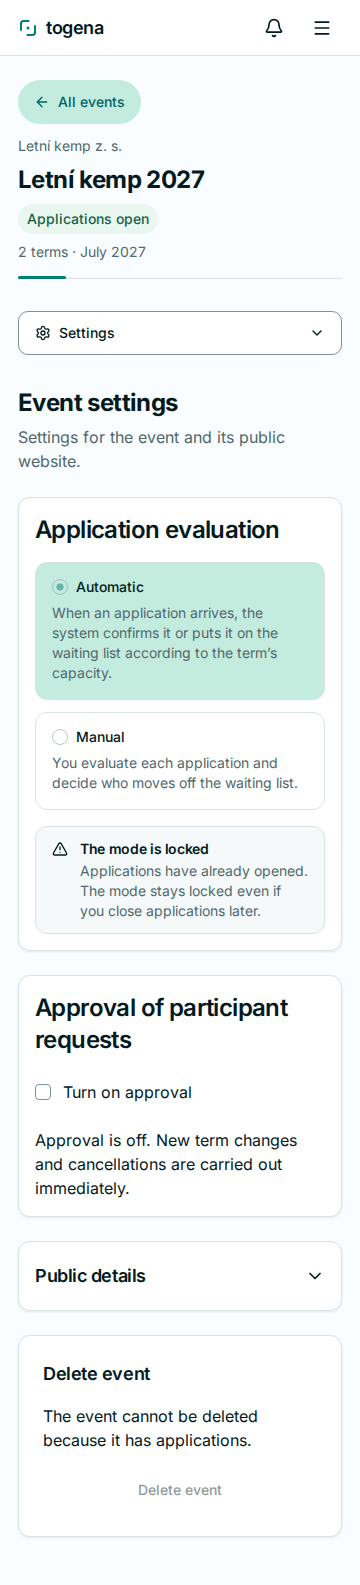 togena
All events
Letní kemp z. s.
Letní kemp 2027
Applications open
2 terms · July 2027
Settings
Event settings
Settings for the event and its public
website.
Application evaluation
Automatic
When an application arrives, the
system confirms it or puts it on the
waiting list according to the term’s
capacity.
Manual
You evaluate each application and
decide who moves off the waiting list.
The mode is locked
Applications have already opened.
The mode stays locked even if
you close applications later.
Approval of participant
requests
Turn on approval
Approval is off. New term changes
and cancellations are carried out
immediately.
Public details
Delete event
The event cannot be deleted
because it has applications.
Delete event